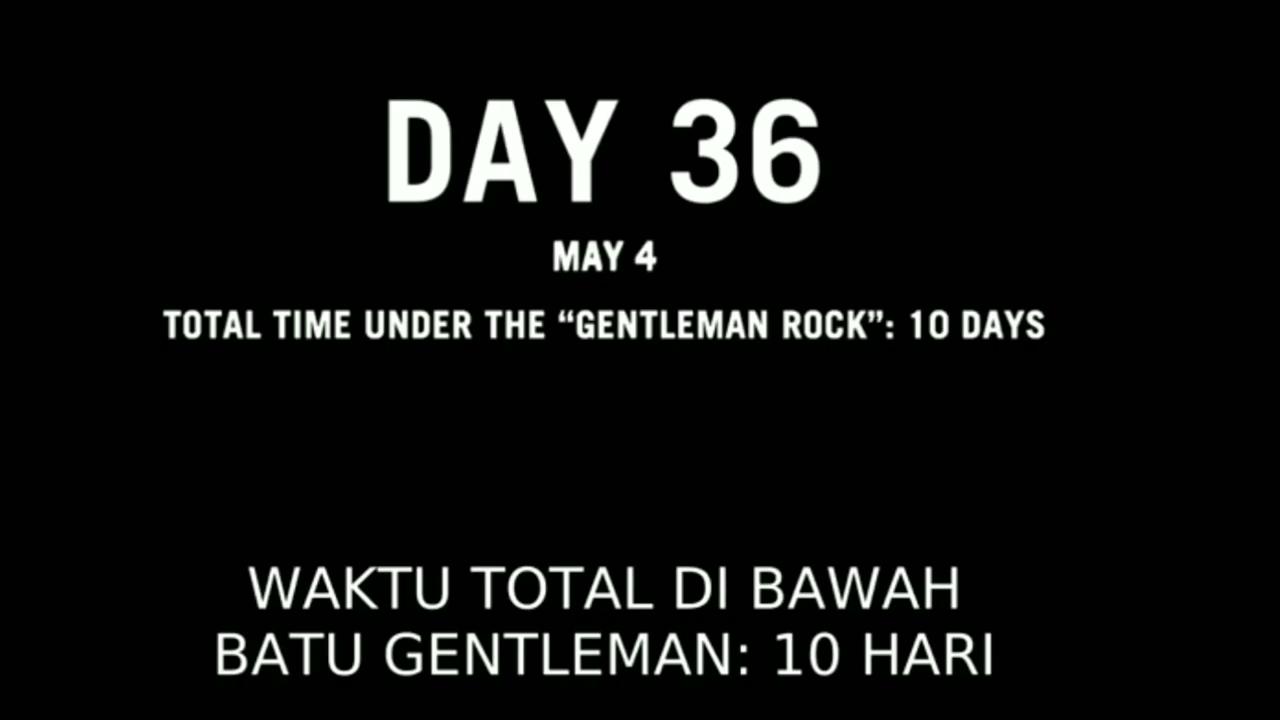 DAY 36
MAY 4
TOTAL TIME UNDER THE “GENTLEMAN ROCK”: 10 DAYS
WAKTU TOTAL DI BAWAH
BATU GENTLEMAN: 10 HARI